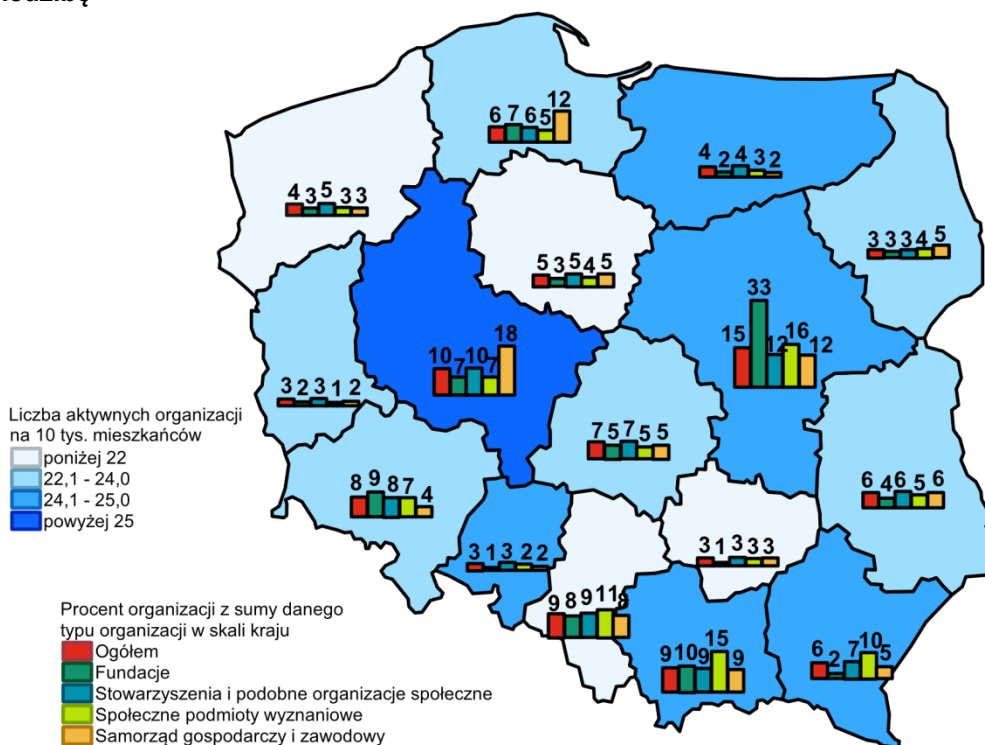 12
6 7 6 5
4 2 4 3 2
4 3 5 3 3
3 3 3 4 5
5 3 5 4 5
33
15 12 16 12
18
10 7 10 7
3 2 3 1 2
Liczba aktywnych organizacji
na 10 tys. mieszkańców
poniżej 22
22,1 - 24,0
24,1 - 25,0
powyżej 25
7 5 7 5 5
8 9 8 7 4
6 4 6 5 6
3 1 3 2 2
3 1 3 3 3
9 8 9 11 8
15
9 10 9 9
10
6 2 7 5
Procent organizacji z sumy danego
typu organizacji w skali kraju
Ogółem
Fundacje
Stowarzyszenia i podobne organizacje społeczne
Społeczne podmioty wyznaniowe
Samorząd gospodarczy i zawodowy